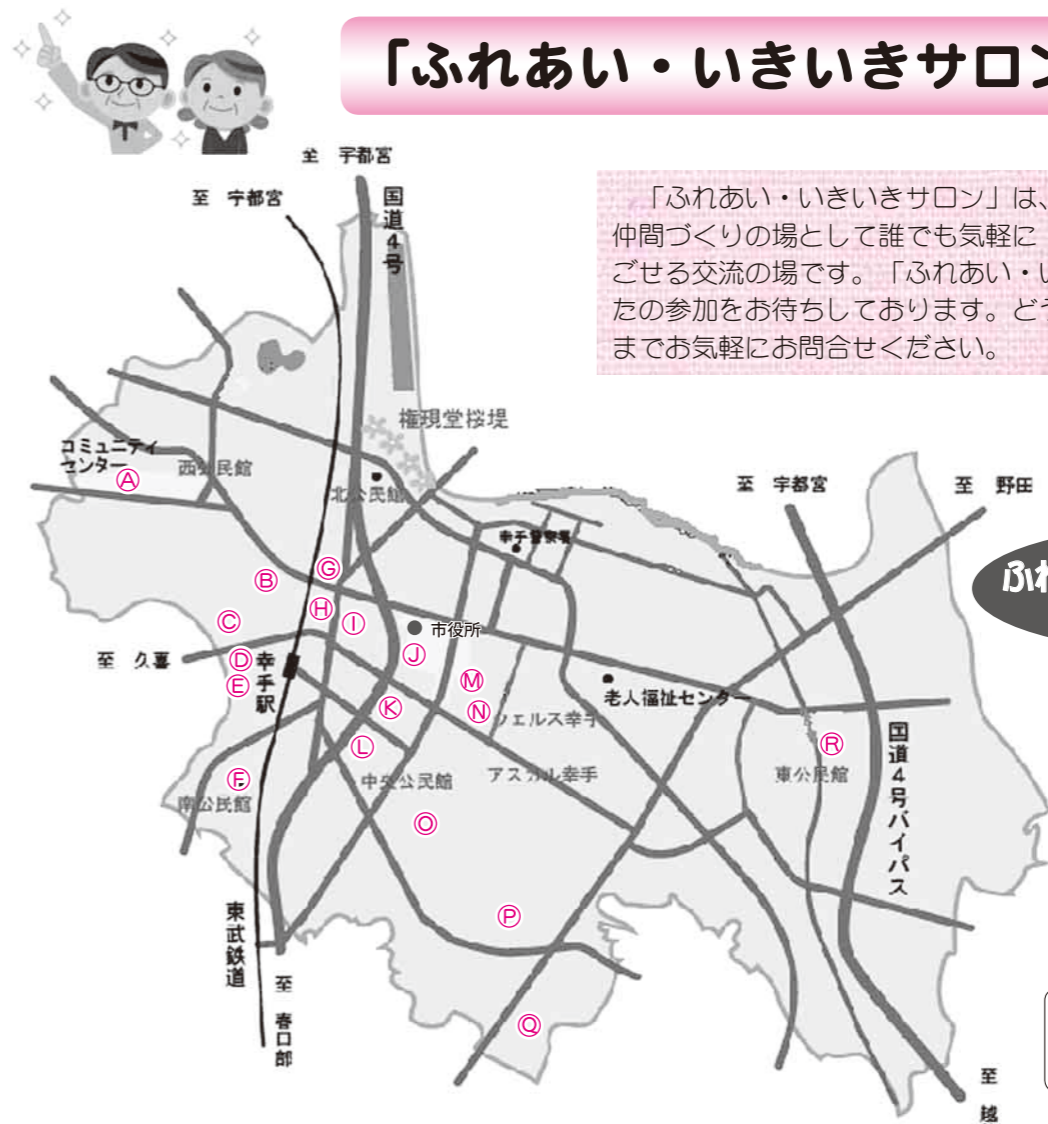 「ふれあい・いきいきサロン
「ふれあい・いきいきサロン」は、
仲間づくりの場として誰でも気軽に「
ごせる交流の場です。「ふれあい・い
たの参加をお待ちしております。どう
までお気軽にお問合せください。
至 宇都宮
至 宇都宮
国道4号
権現堂桜堤
コミュニティ
センター
Ⓐ
西公民館
北公民館
至 宇都宮
至 野田
幸手警察署
ふれ
Ⓖ
Ⓑ
Ⓗ
Ⓘ
Ⓒ
市役所
至 久喜
Ⓓ
Ⓔ
幸手駅
Ⓙ
Ⓜ
Ⓝ
Ⓚ
Ⓛ
ウェルス幸手
老人福祉センター
Ⓡ
東公民館
国道4号バイパス
Ⓕ
南公民館
中央公民館
アスカル幸手
Ⓞ
Ⓟ
東武鉄道
至 春日部
Ⓠ
至 越